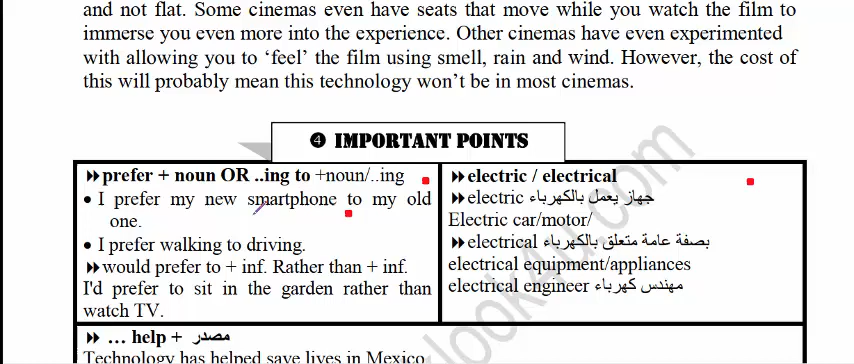 and not flat. Some cinemas even have seats that move while you watch the film to
immerse you even more into the experience. Other cinemas have even experimented
with allowing you to ‘feel’ the film using smell, rain and wind. However, the cost of
this will probably mean this technology won’t be in most cinemas.
❹ IMPORTANT POINTS
prefer + noun OR ..ing to +noun/..ing
• I prefer my new smartphone to my old
one.
• I prefer walking to driving.
would prefer to + inf. Rather than + inf.
I'd prefer to sit in the garden rather than
watch TV.
electric / electrical
electric جهاز يعمل بالكهرباء
Electric car/motor/
electrical بصفة عامة متعلق بالكهرباء
electrical equipment/appliances
electrical engineer مهندس كهرباء
... help + مصدر
Technology has helped save lives in Mexico
look4u.com